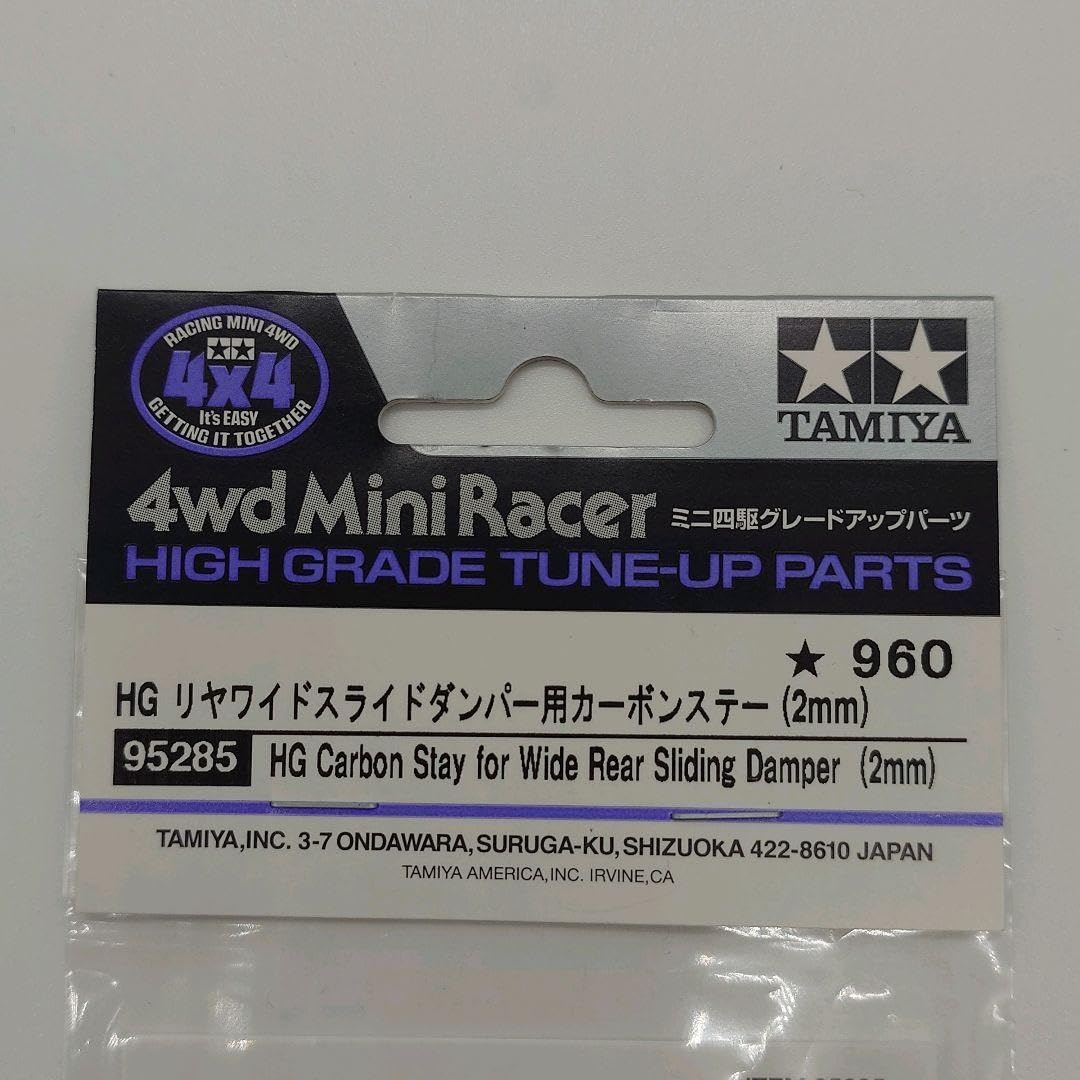 RACING MINI 4WD
4x4
It's EASY
GETTING IT TOGETHER
TAMIYA
4wd Mini Racer ミニ四駆グレードアップパーツ
HIGH GRADE TUNE-UP PARTS
★ 960
HG リヤワイドスライドダンパー用カーボンステー (2mm)
95285 HG Carbon Stay for Wide Rear Sliding Damper (2mm)
TAMIYA,INC. 3-7 ONDAWARA,SURUGA-KU,SHIZUOKA 422-8610 JAPAN
TAMIYA AMERICA,INC. IRVINE,CA